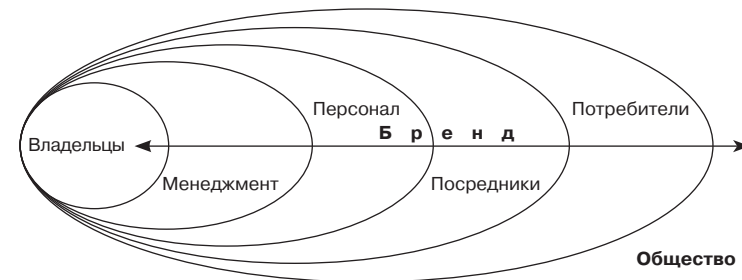 Персонал
Потребители
Б р е н д
Владельцы
Менеджмент
Посредники
Общество